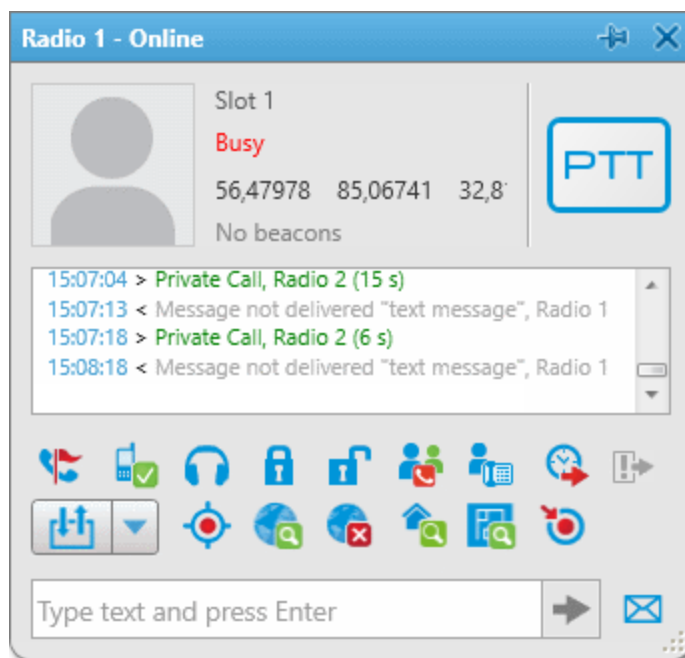 Radio 1 - Online
Slot 1
Busy
56,47978 85,06741 32,8
No beacons
PTT
15:07:04 > Private Call, Radio 2 (15 s)
15:07:13 < Message not delivered "text message", Radio 1
15:07:18 > Private Call, Radio 2 (6 s)
15:08:18 < Message not delivered "text message", Radio 1
Type text and press Enter